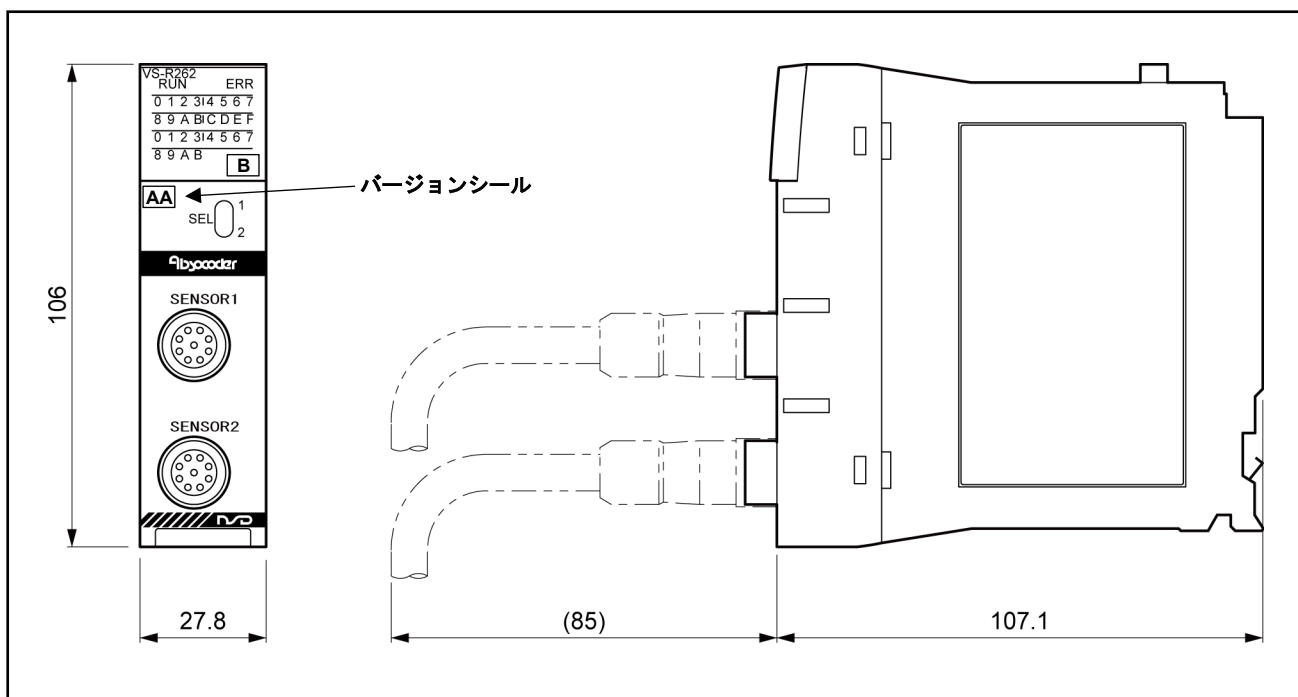 VS-R262
RUN ERR
0 1 2 3 4 5 6 7
8 9 A B C D E F
0 1 2 3 4 5 6 7
8 9 A B
B
AA
バージョンシール
SEL
1
2
Absocoder
SENSOR1
SENSOR2
NSD
106
27.8
(85)
107.1